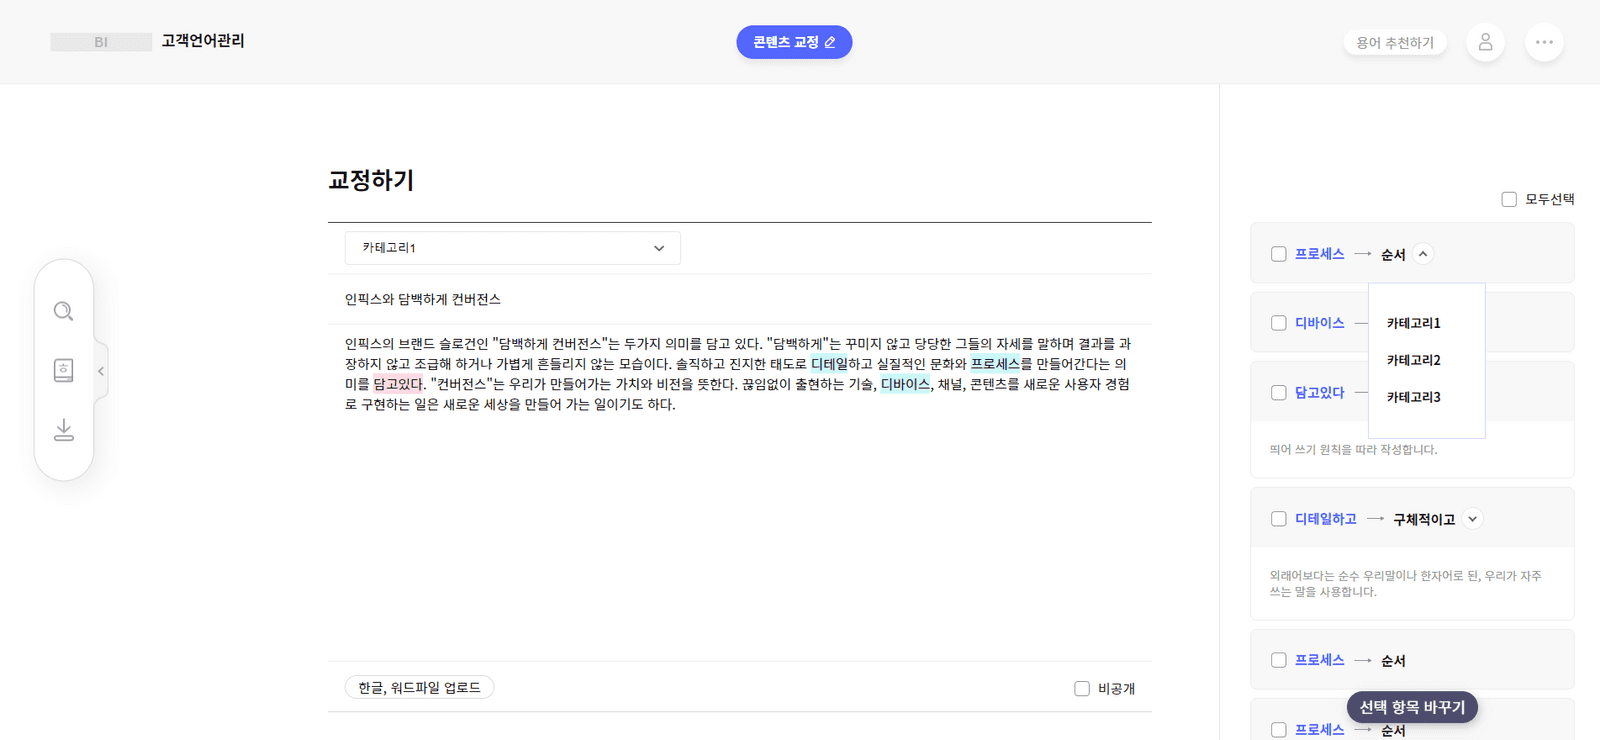 BI
고객언어관리
콘텐츠 교정
용어 추천하기
교정하기
카테고리1
인픽스와 담백하게 컨버전스
인픽스의 브랜드 슬로건인 "담백하게 컨버전스"는 두가지 의미를 담고 있다. "담백하게"는 꾸미지 않고 당당한 그들의 자세를 말하며 결과를 과
장하지 않고 조급해 하거나 가볍게 흔들리지 않는 모습이다. 솔직하고 진지한 태도로 디테일하고 실질적인 문화와 프로세스를 만들어간다는 의
미를 담고있다. "컨버전스"는 우리가 만들어가는 가치와 비전을 뜻한다. 끊임없이 출현하는 기술, 디바이스, 채널, 콘텐츠를 새로운 사용자 경험
로 구현하는 일은 새로운 세상을 만들어 가는 일이기도 하다.
한글, 워드파일 업로드
비공개
모두선택
프로세스 → 순서
카테고리1
카테고리2
카테고리3
디바이스
담고있다
띄어 쓰기 원칙을 따라 작성합니다.
디테일하고 → 구체적이고
외래어보다는 순수 우리말이나 한자어로 된, 우리가 자주
쓰는 말을 사용합니다.
프로세스 → 순서
선택 항목 바꾸기
프로세스 → 순서